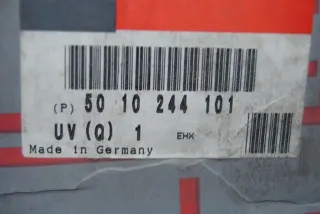 (P) 50 10 244 101
UV (Q) 1 EHX
Made in Germany